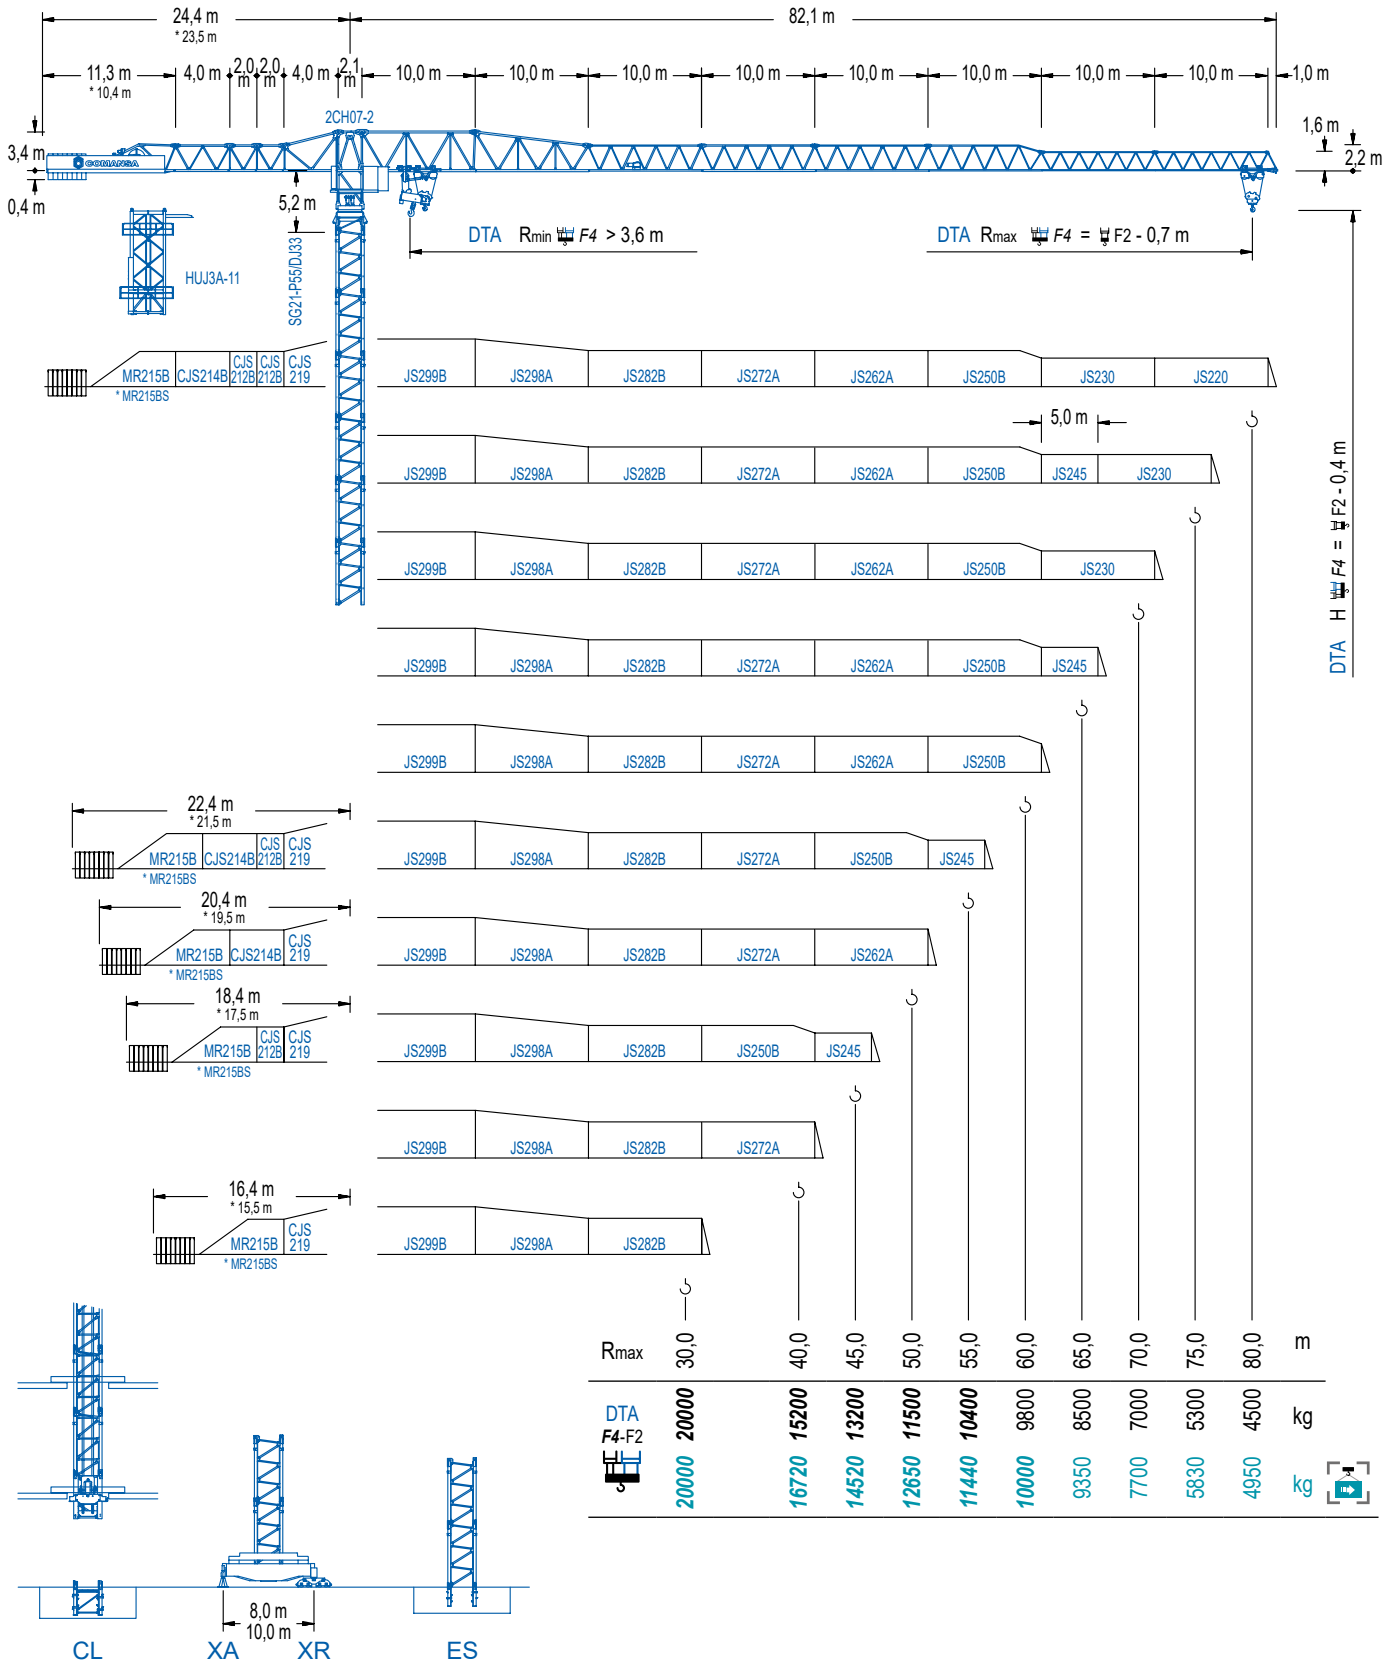 24,4 m
* 23,5 m
82,1 m
11,3 m
* 10,4 m
4,0 m
2,0 m
2,0 m
4,0 m
2,1 m
10,0 m
10,0 m
10,0 m
10,0 m
10,0 m
10,0 m
10,0 m
10,0 m
1,0 m
2CH07-2
3,4 m
0,4 m
COMANSA
1,6 m
2,2 m
5,2 m
SG21-P55/DJ33
HUJ3A-11
DTA Rmin F4 > 3,6 m
DTA Rmax F4 = F2 - 0,7 m
DTA H F4 = F2 - 0,4 m
MR215B CJS214B CJS 212B CJS 212B CJS 219
* MR215BS
JS299B JS298A JS282B JS272A JS262A JS250B JS230 JS220
5,0 m
JS299B JS298A JS282B JS272A JS262A JS250B JS245 JS230
JS299B JS298A JS282B JS272A JS262A JS250B JS230
JS299B JS298A JS282B JS272A JS262A JS250B JS245
JS299B JS298A JS282B JS272A JS262A JS250B
22,4 m
* 21,5 m
MR215B CJS214B CJS 212B CJS 219
* MR215BS
JS299B JS298A JS282B JS272A JS250B JS245
20,4 m
* 19,5 m
MR215B CJS214B CJS 219
* MR215BS
JS299B JS298A JS282B JS272A JS262A
18,4 m
* 17,5 m
MR215B CJS 212B CJS 219
* MR215BS
JS299B JS298A JS282B JS250B JS245
JS299B JS298A JS282B JS272A
16,4 m
* 15,5 m
MR215B CJS 219
* MR215BS
JS299B JS298A JS282B
Rmax 30,0 40,0 45,0 50,0 55,0 60,0 65,0 70,0 75,0 80,0 m
DTA
F4-F2
20000 15200 13200 11500 10400 9800 8500 7000 5300 4500 kg
20000 16720 14520 12650 11440 10000 9350 7700 5830 4950 kg
8,0 m
10,0 m
CL XA XR ES